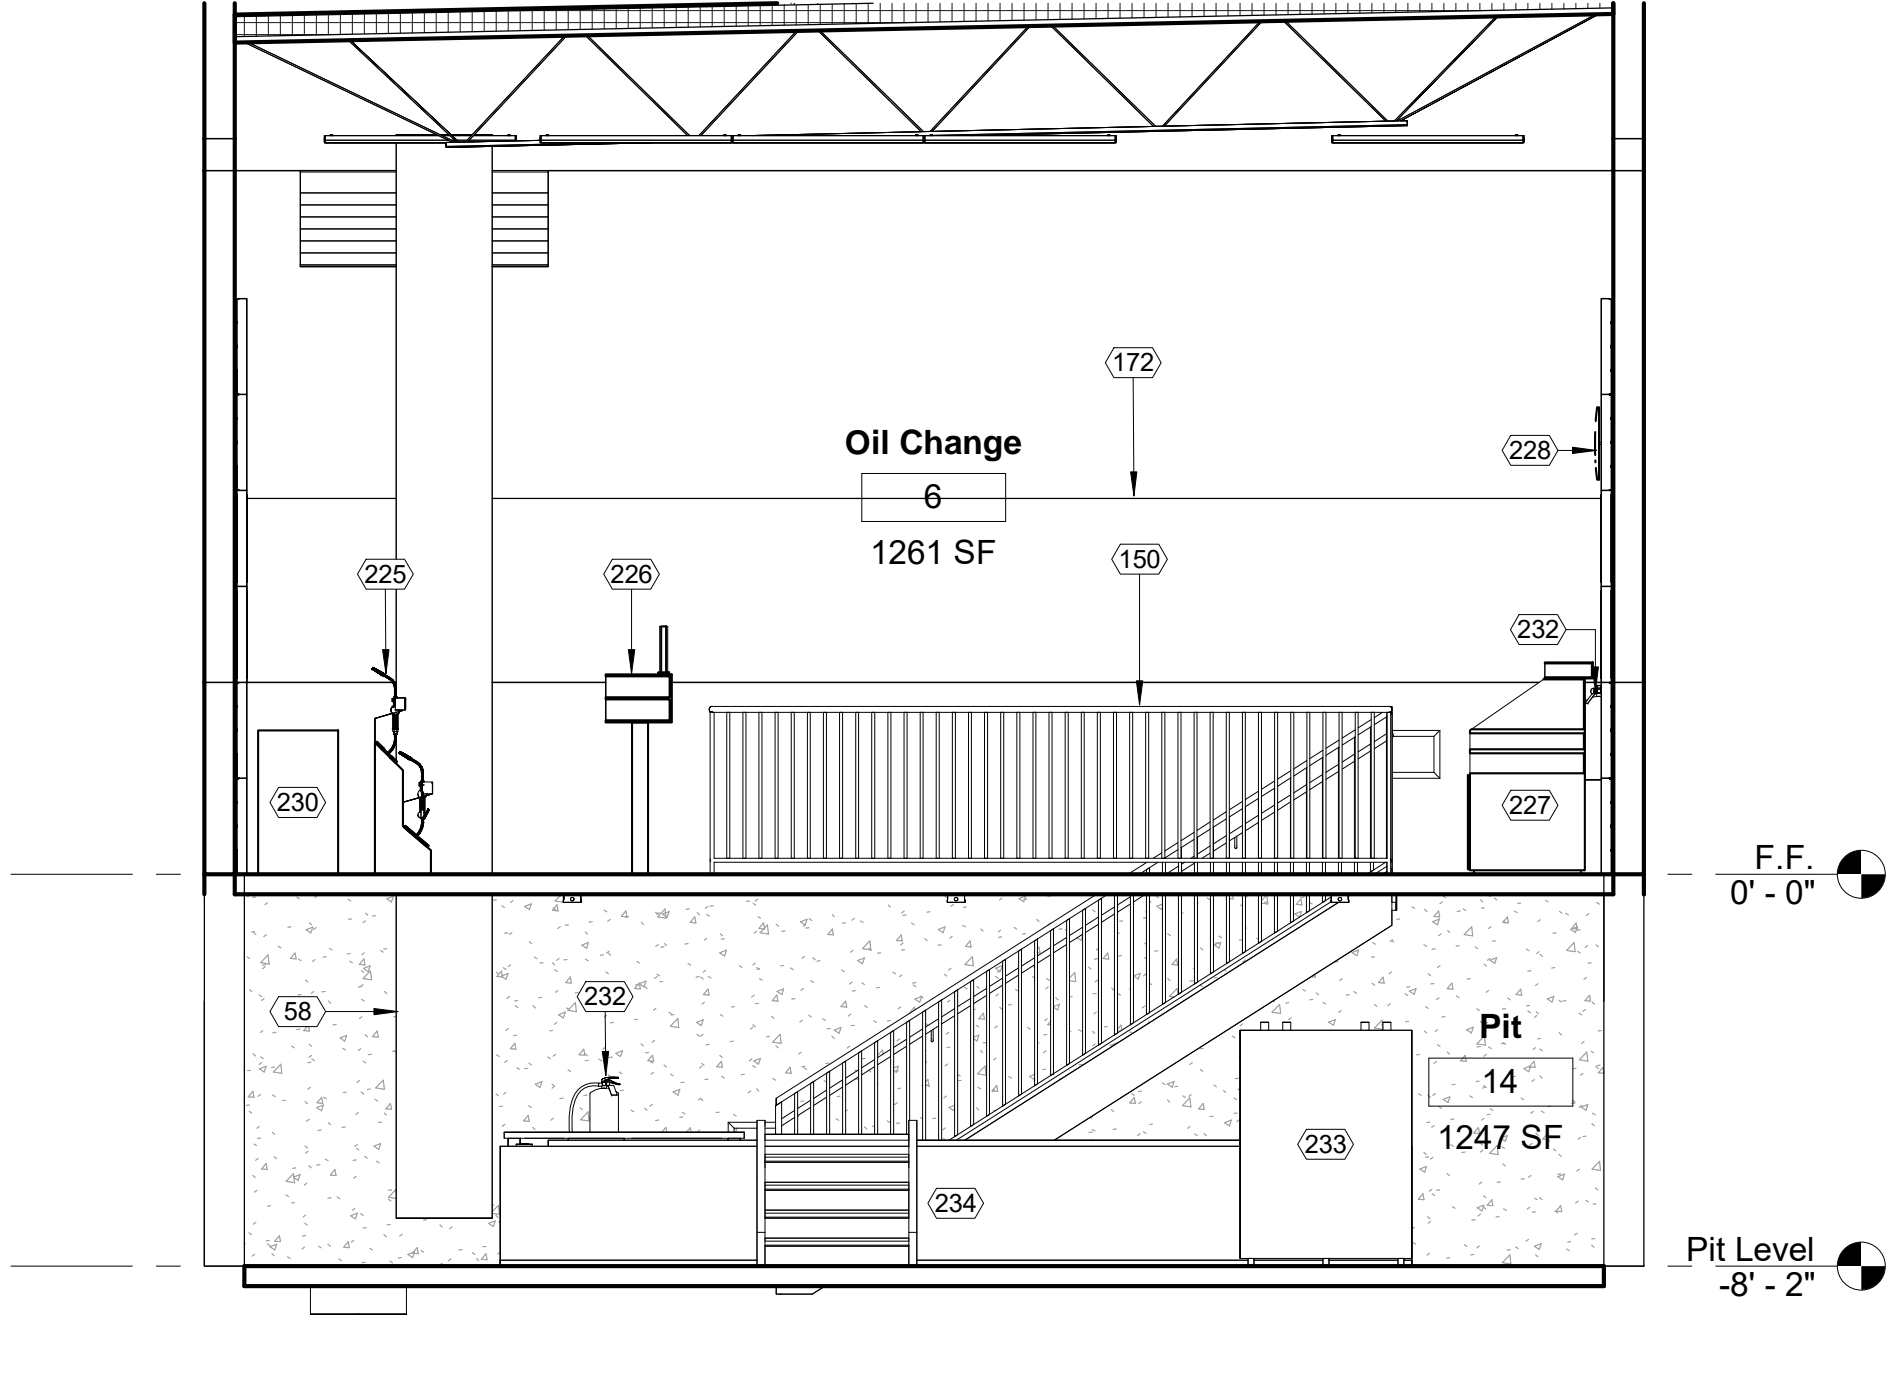 172
Oil Change
228
6
1261 SF
150
225
226
232
230
227
F.F.
0' - 0"
232
58
Pit
14
1247 SF
233
234
Pit Level
-8' - 2"